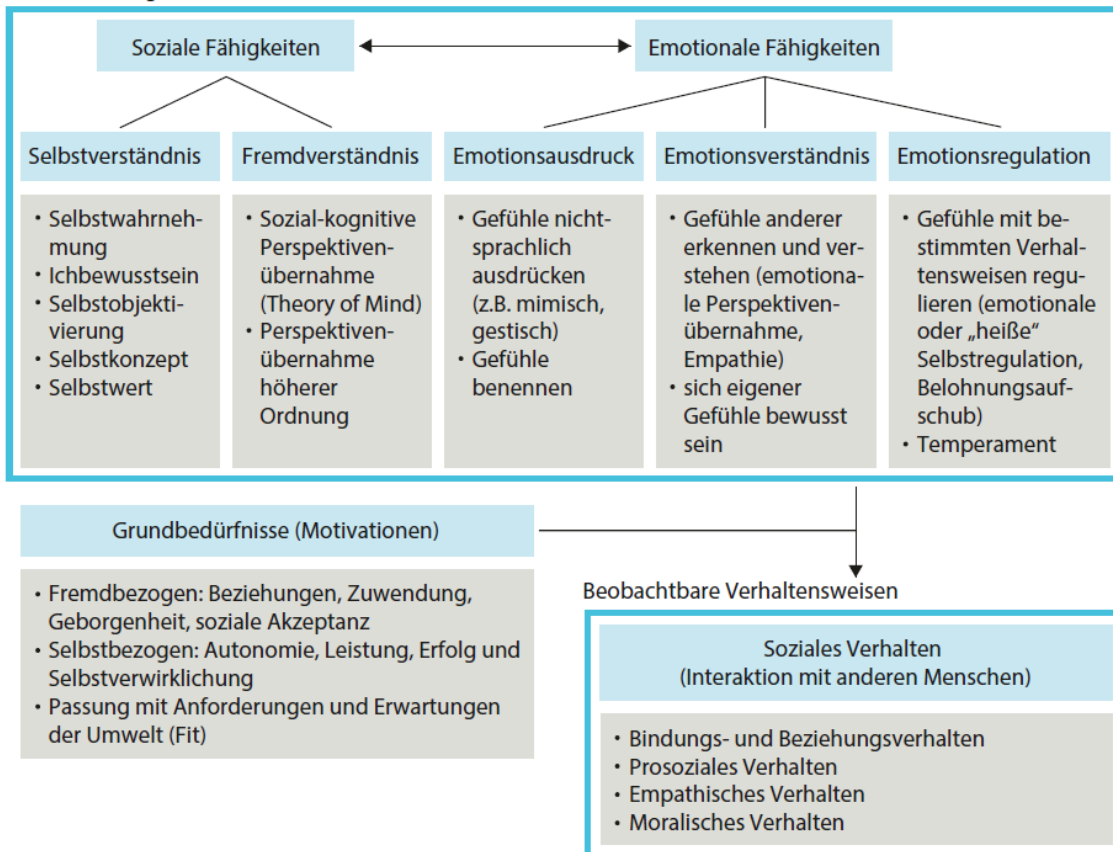 Soziale Fähigkeiten
Emotionale Fähigkeiten
Selbstverständnis
• Selbstwahrneh-
mung
• Ichbewusstsein
• Selbstobjekti-
vierung
• Selbstkonzept
• Selbstwert
Fremdverständnis
• Sozial-kognitive
Perspektiven-
übernahme
(Theory of Mind)
• Perspektiven-
übernahme
höherer
Ordnung
Emotionsausdruck
• Gefühle nicht-
sprachlich
ausdrücken
(z.B. mimisch,
gestisch)
• Gefühle
benennen
Emotionsverständnis
• Gefühle anderer
erkennen und ver-
stehen (emotiona-
le Perspektiven-
übernahme,
Empathie)
• sich eigener
Gefühle bewusst
sein
Emotionsregulation
• Gefühle mit be-
stimmten Verhal-
tensweisen regu-
lieren (emotionale
oder „heiße“
Selbstregulation,
Belohnungsauf-
schub)
• Temperament
Grundbedürfnisse (Motivationen)
• Fremdbezogen: Beziehungen, Zuwendung,
Geborgenheit, soziale Akzeptanz
• Selbstbezogen: Autonomie, Leistung, Erfolg und
Selbstverwirklichung
• Passung mit Anforderungen und Erwartungen
der Umwelt (Fit)
Beobachtbare Verhaltensweisen
Soziales Verhalten
(Interaktion mit anderen Menschen)
• Bindungs- und Beziehungsverhalten
• Prosoziales Verhalten
• Empathisches Verhalten
• Moralisches Verhalten